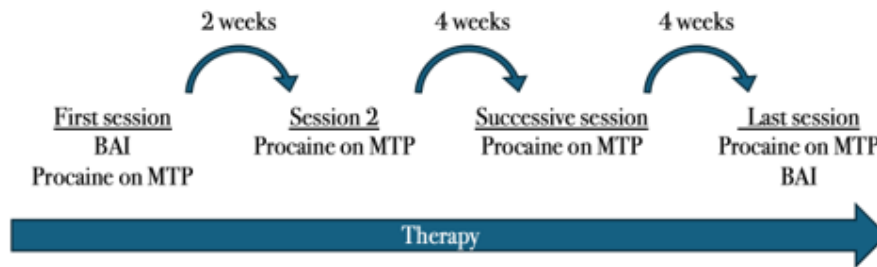 2 weeks
4 weeks
4 weeks
First session
BAI
Procaine on MTP
Session 2
Procaine on MTP
Successive session
Procaine on MTP
Last session
Procaine on MTP
BAI
Therapy